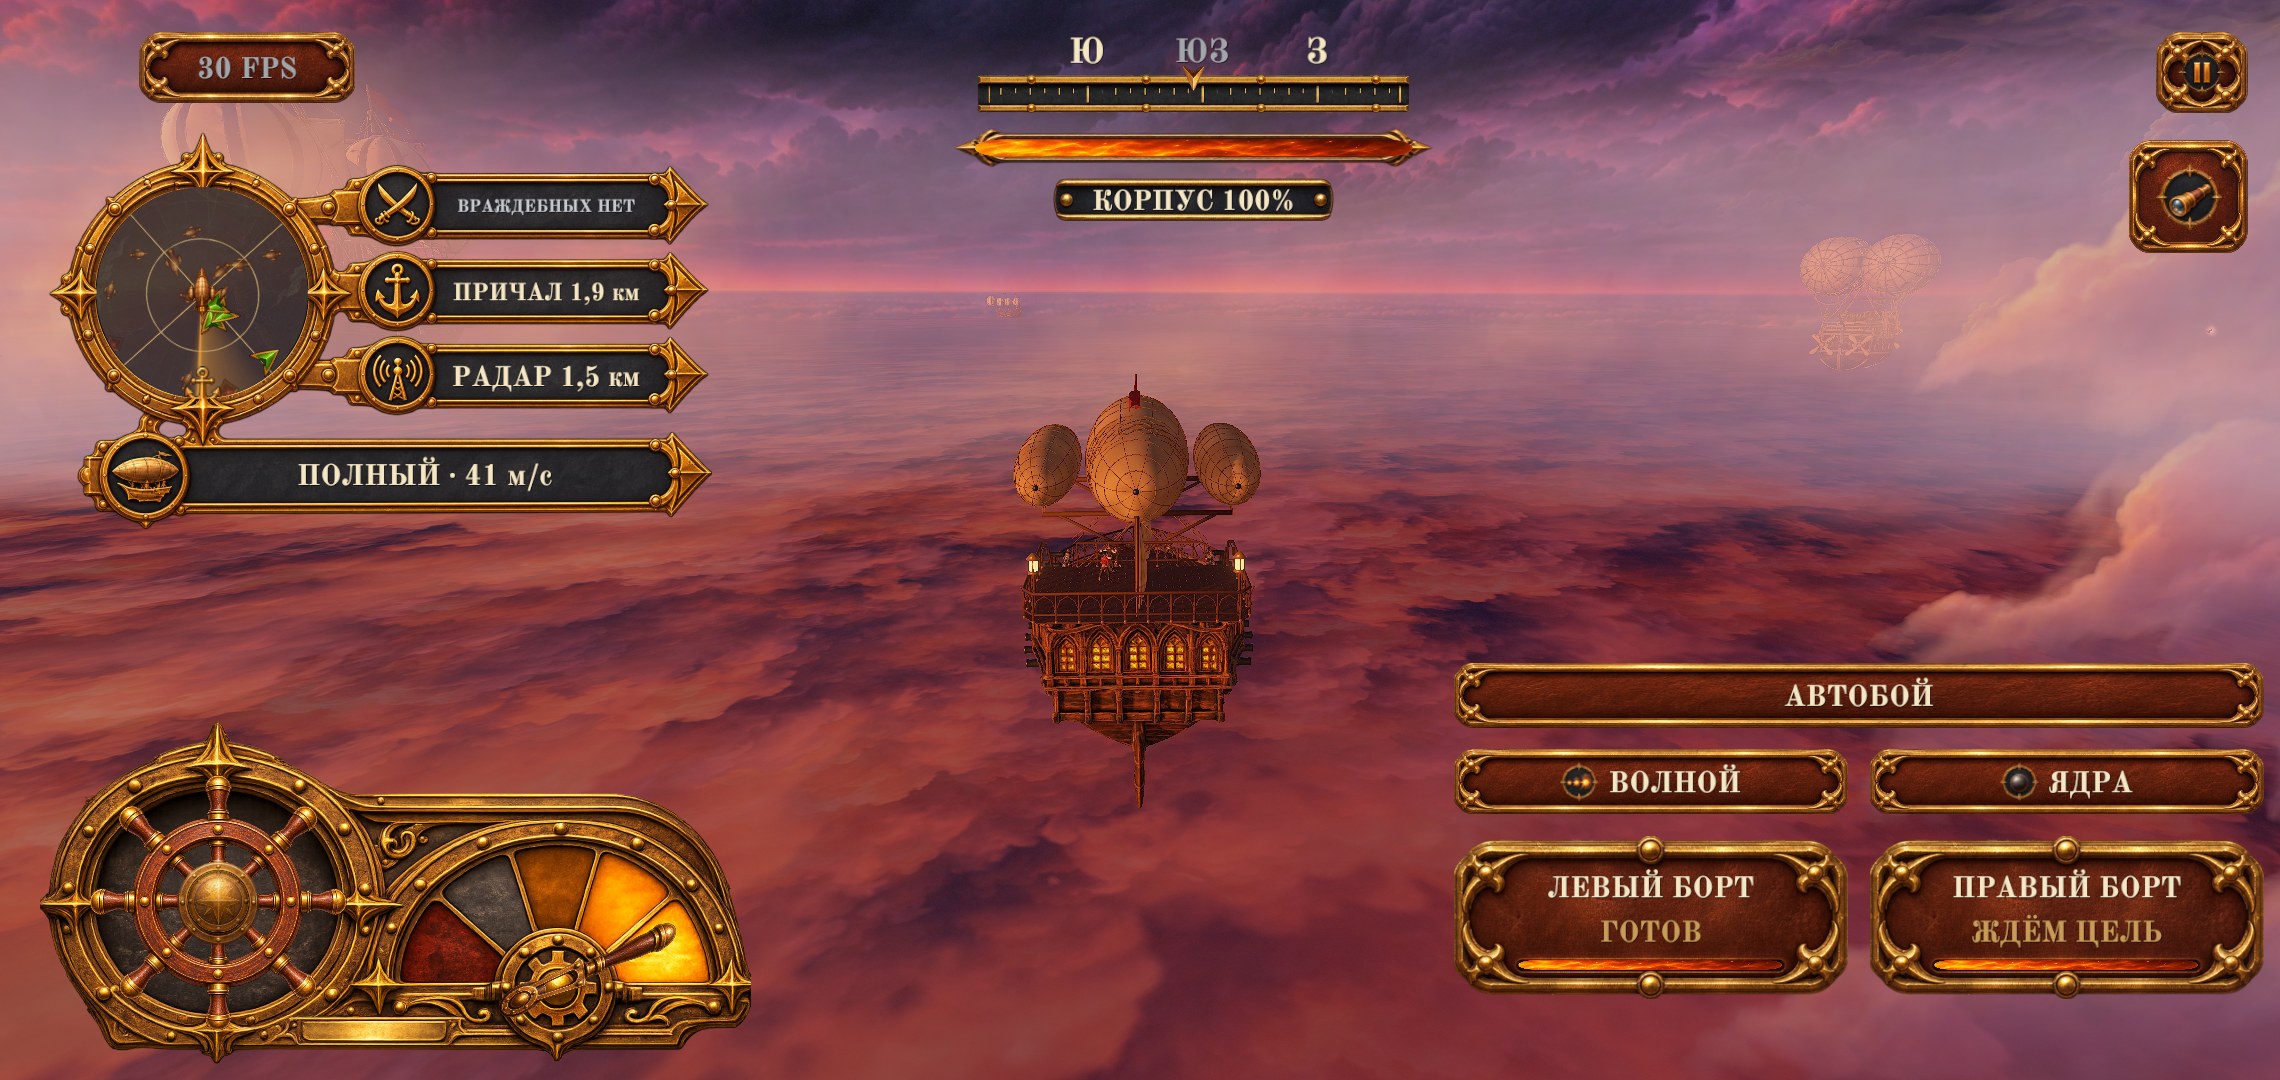 30 FPS
Ю ЮЗ З
КОРПУС 100%
ВРАЖДЕБНЫХ НЕТ
ПРИЧАЛ 1,9 км
РАДАР 1,5 км
ПОЛНЫЙ · 41 м/с
АВТОБОЙ
ВОЛНОЙ
ЯДРА
ЛЕВЫЙ БОРТ
ГОТОВ
ПРАВЫЙ БОРТ
ЖДЁМ ЦЕЛЬ